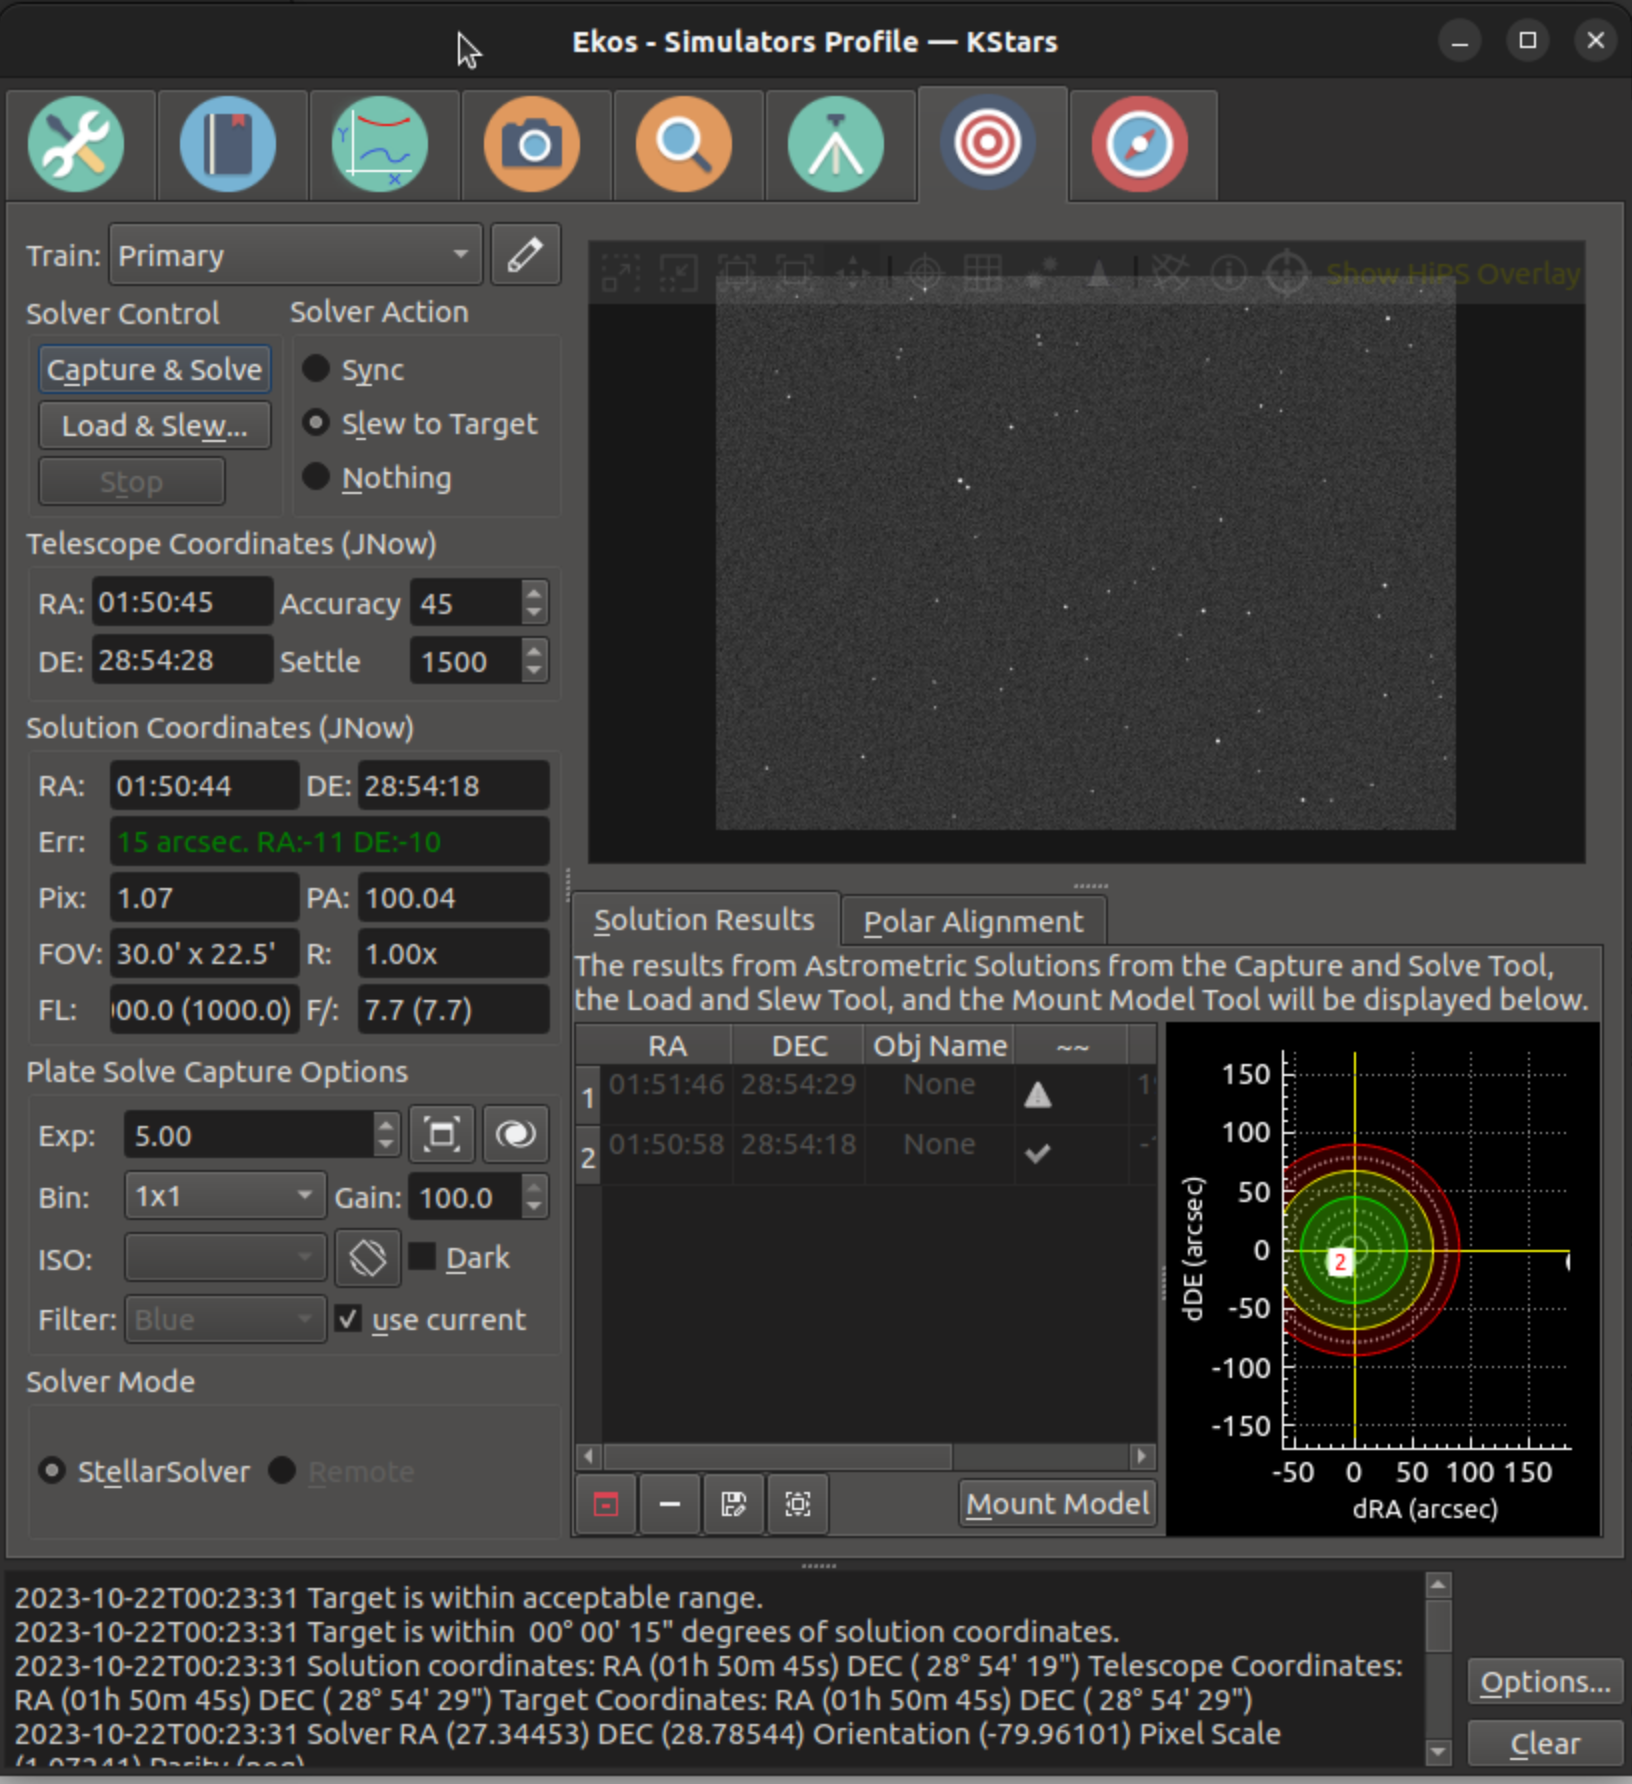 Ekos - Simulators Profile — KStars
Train: Primary
Solver Control
Solver Action
Capture & Solve
Sync
Load & Slew...
Slew to Target
Stop
Nothing
Telescope Coordinates (JNow)
RA: 01:50:45 Accuracy 45
DE: 28:54:28 Settle 1500
Solution Coordinates (JNow)
RA: 01:50:44 DE: 28:54:18
Err: 15 arcsec. RA:-11 DE:-10
Pix: 1.07 PA: 100.04
FOV: 30.0' x 22.5' R: 1.00x
FL: 00.0 (1000.0) F/: 7.7 (7.7)
Plate Solve Capture Options
Exp: 5.00
Bin: 1x1 Gain: 100.0
ISO: Dark
Filter: Blue use current
Solver Mode
StellarSolver Remote
Show HiPS Overlay
Solution Results
Polar Alignment
The results from Astrometric Solutions from the Capture and Solve Tool,
the Load and Slew Tool, and the Mount Model Tool will be displayed below.
RA DEC Obj Name ~~
1 01:51:46 28:54:29 None 1
2 01:50:58 28:54:18 None -
Mount Model
150
100
50
0
-50
-100
-150
dDE (arcsec)
2
-50 0 50 100 150
dRA (arcsec)
2023-10-22T00:23:31 Target is within acceptable range.
2023-10-22T00:23:31 Target is within 00° 00' 15" degrees of solution coordinates.
2023-10-22T00:23:31 Solution coordinates: RA (01h 50m 45s) DEC ( 28° 54' 19") Telescope Coordinates:
RA (01h 50m 45s) DEC ( 28° 54' 29") Target Coordinates: RA (01h 50m 45s) DEC ( 28° 54' 29")
2023-10-22T00:23:31 Solver RA (27.34453) DEC (28.78544) Orientation (-79.96101) Pixel Scale
(1.07241) Parity (neg)
Options...
Clear